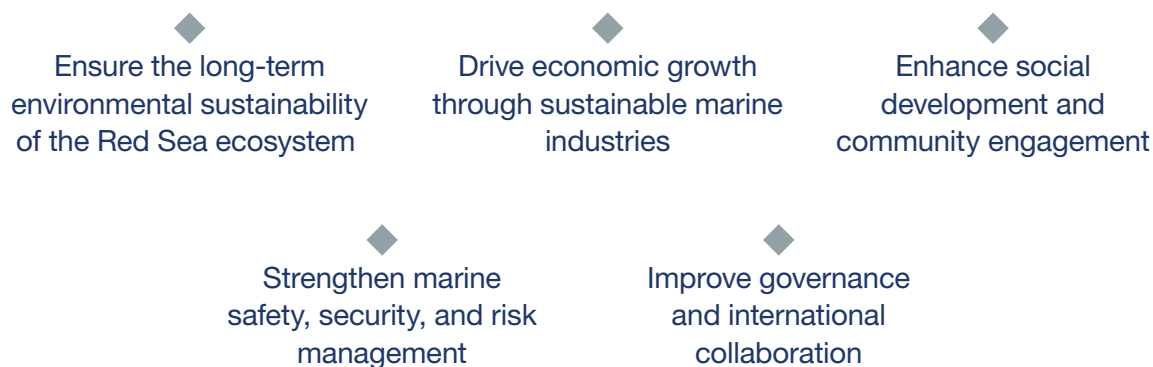 Ensure the long-term
environmental sustainability
of the Red Sea ecosystem
Drive economic growth
through sustainable marine
industries
Enhance social
development and
community engagement
Strengthen marine
safety, security, and risk
management
Improve governance
and international
collaboration